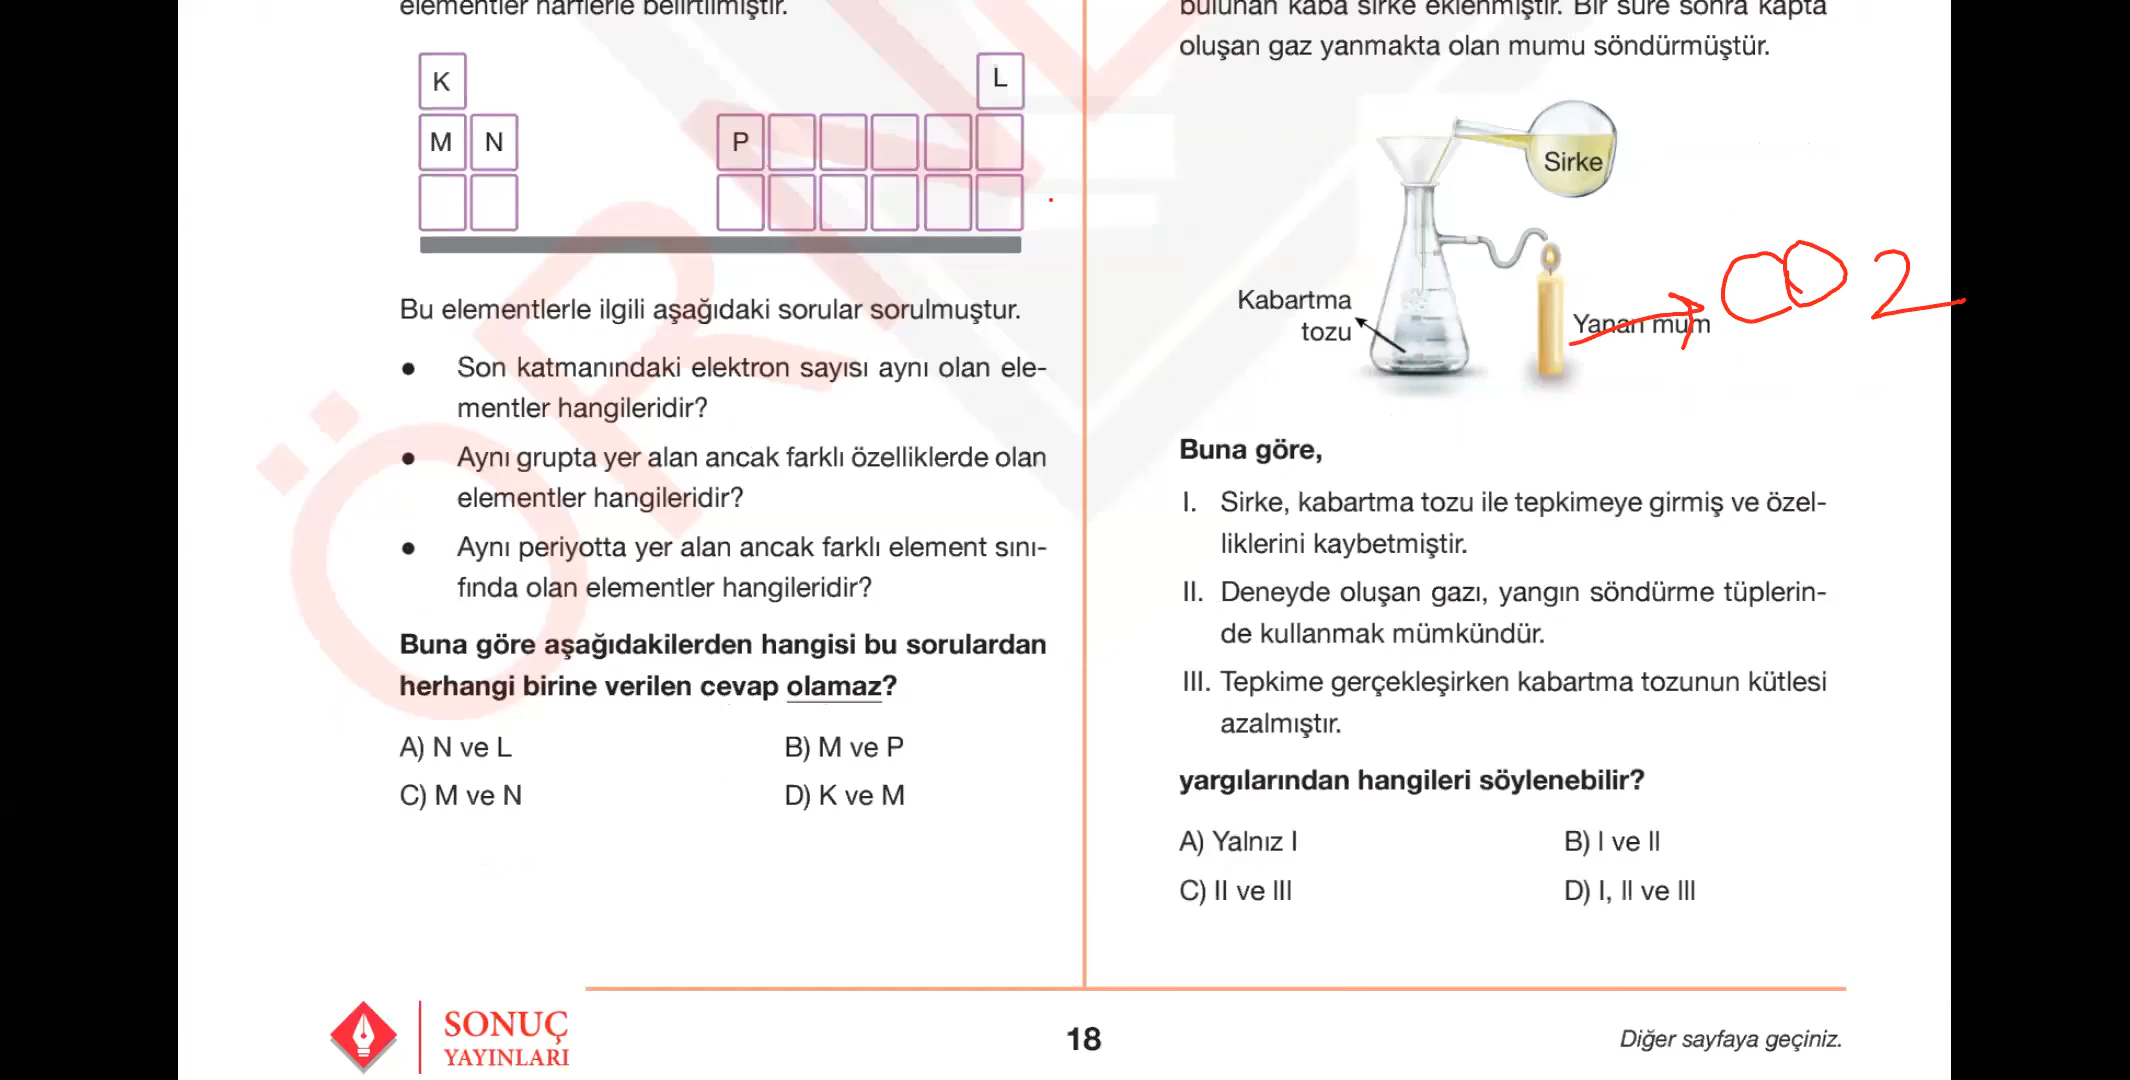 elementler harflerle belirtilmiştir.
K
L
M N
P
Bu elementlerle ilgili aşağıdaki sorular sorulmuştur.
● Son katmanındaki elektron sayısı aynı olan ele-
mentler hangileridir?
● Aynı grupta yer alan ancak farklı özelliklerde olan
elementler hangileridir?
● Aynı periyotta yer alan ancak farklı element sını-
fında olan elementler hangileridir?
Buna göre aşağıdakilerden hangisi bu sorulardan
herhangi birine verilen cevap olamaz?
A) N ve L
B) M ve P
C) M ve N
D) K ve M
bulunan kaba sirke eklenmiştir. Bir süre sonra kapta
oluşan gaz yanmakta olan mumu söndürmüştür.
Sirke
Kabartma
tozu
Yanan mum
CO2
Buna göre,
I. Sirke, kabartma tozu ile tepkimeye girmiş ve özel-
liklerini kaybetmiştir.
II. Deneyde oluşan gazı, yangın söndürme tüplerin-
de kullanmak mümkündür.
III. Tepkime gerçekleşirken kabartma tozunun kütlesi
azalmıştır.
yargılarından hangileri söylenebilir?
A) Yalnız I
B) I ve II
C) II ve III
D) I, II ve III
SONUÇ
YAYINLARI
18
Diğer sayfaya geçiniz.